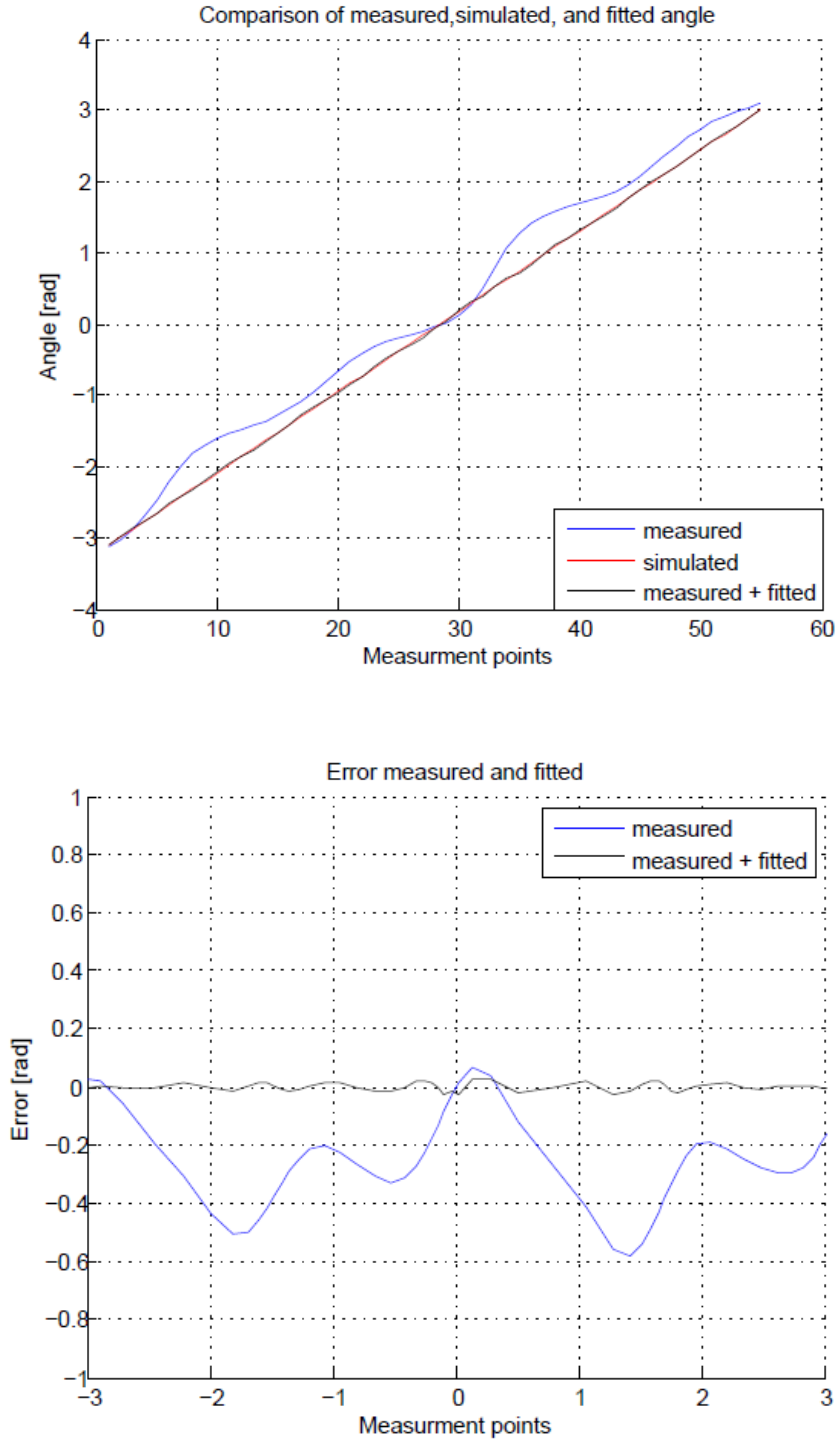 Comparison of measured,simulated, and fitted angle
4
3
2
1
0
−1
−2
−3
−4
Angle [rad]
measured
simulated
measured + fitted
0 10 20 30 40 50 60
Measurment points
Error measured and fitted
1
0.8
0.6
0.4
0.2
0
−0.2
−0.4
−0.6
−0.8
−1
Error [rad]
measured
measured + fitted
−3 −2 −1 0 1 2 3
Measurment points